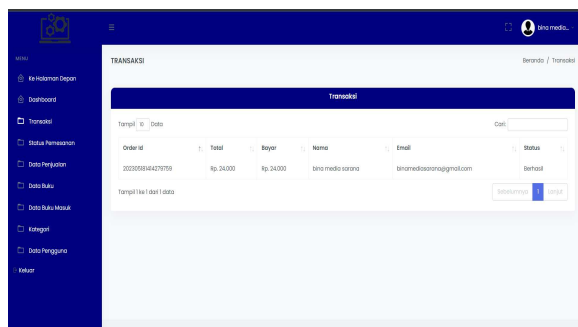 bina media...
MENU
TRANSAKSI
Beranda / Transaksi
Ke Halaman Depan
Dashboard
Transaksi
Status Pemesanan
Data Penjualan
Data Buku
Data Buku Masuk
Kategori
Data Pengguna
Keluar
Transaksi
Tampil 10 Data
Cari:
Order Id Total Bayar Nama Email Status
Rp. 24,000 Rp. 24,000 bina media sarana binamediasarana@gmail.com Berhasil
Tampil 1 ke 1 dari 1 data
Sebelumnya 1 Lanjut